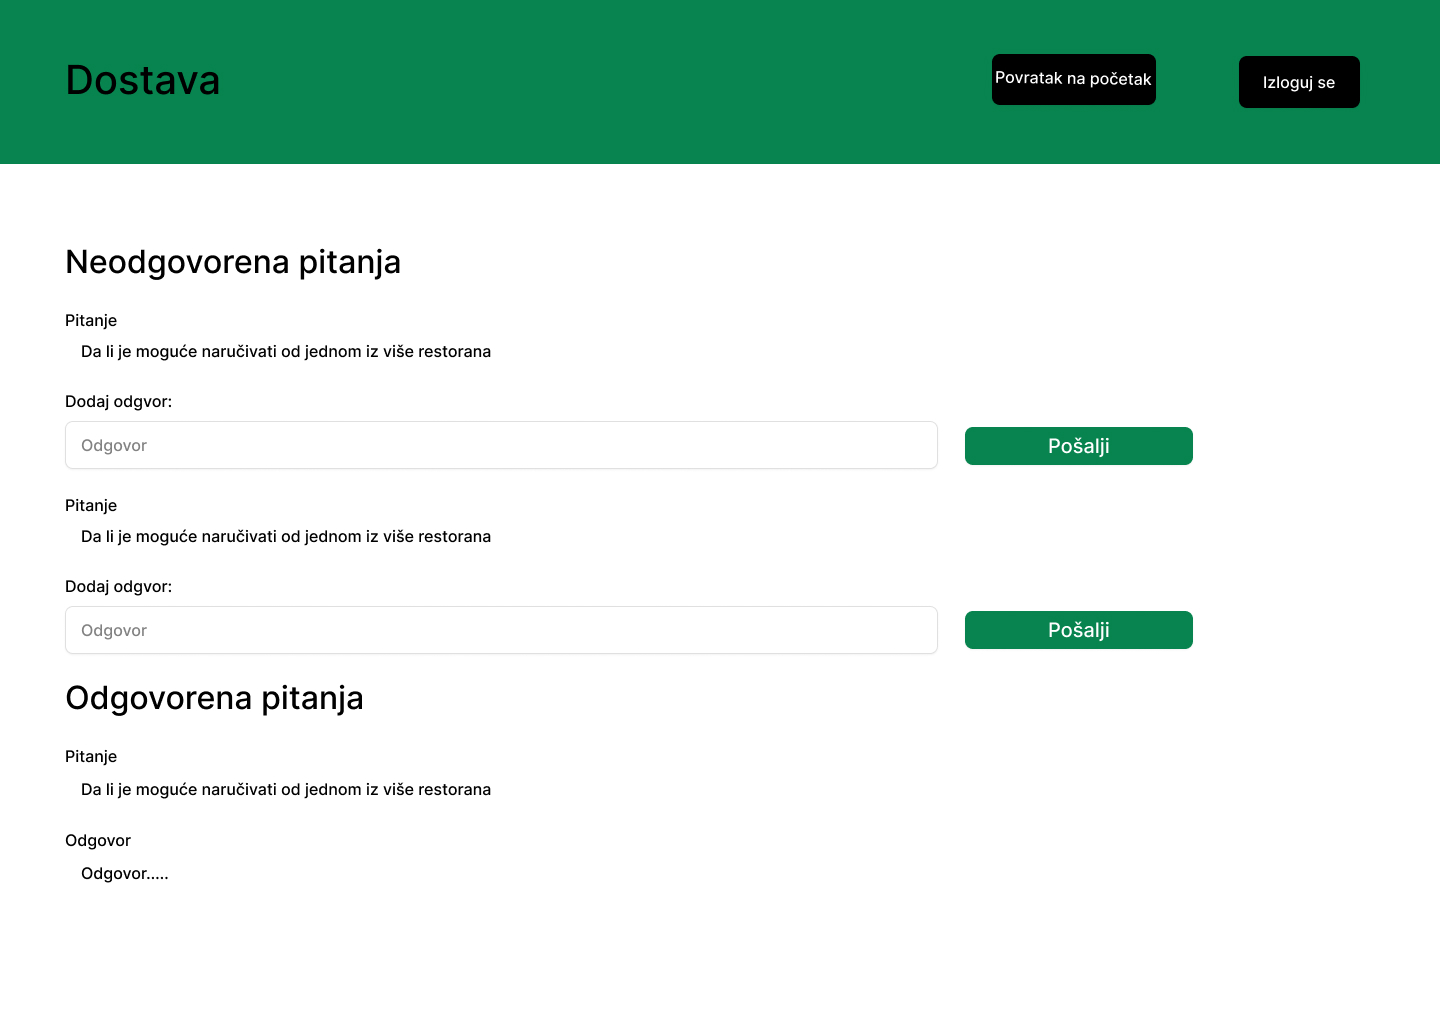 Dostava
Povratak na početak
Izloguj se
Neodgovorena pitanja
Pitanje
Da li je moguće naručivati od jednom iz više restorana
Dodaj odgvor:
Odgovor
Pošalji
Pitanje
Da li je moguće naručivati od jednom iz više restorana
Dodaj odgvor:
Odgovor
Pošalji
Odgovorena pitanja
Pitanje
Da li je moguće naručivati od jednom iz više restorana
Odgovor
Odgovor.....